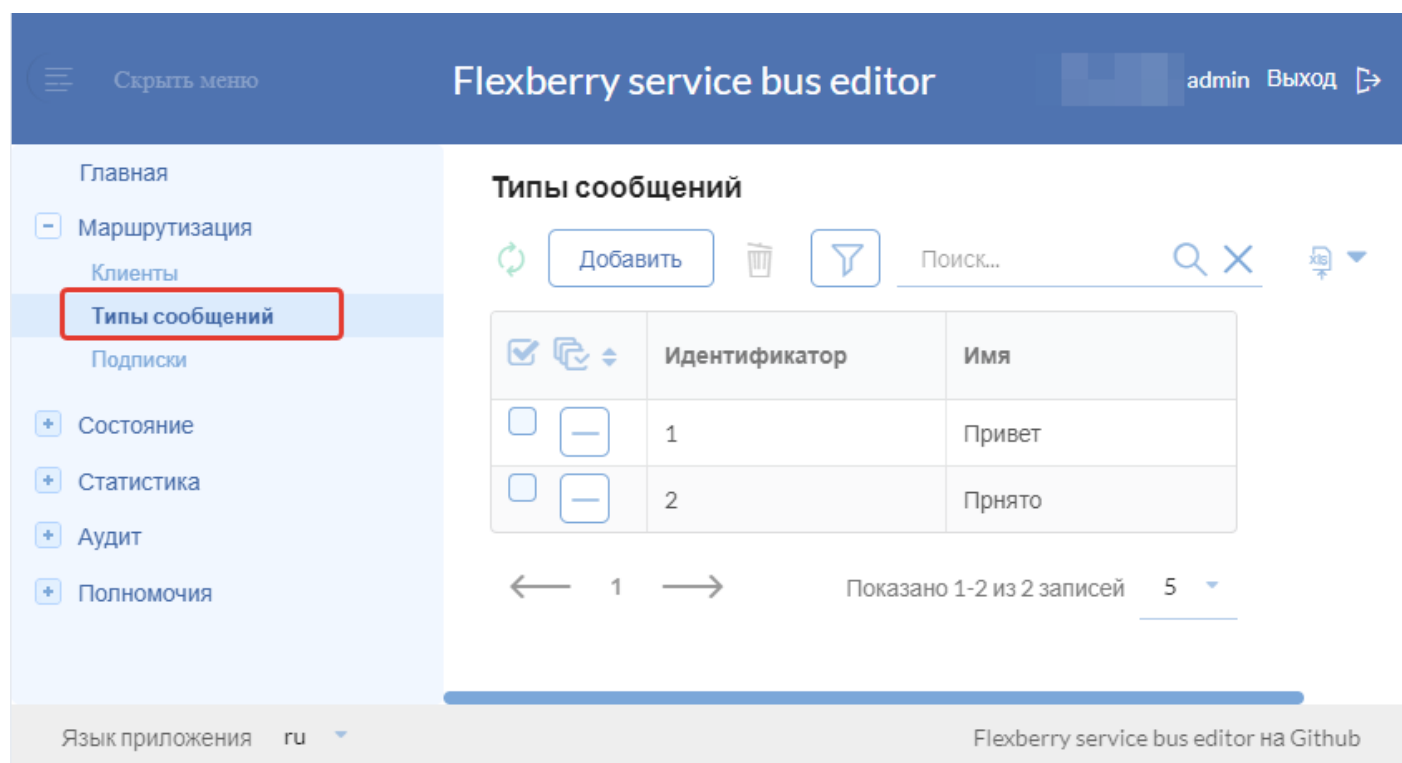 Скрыть меню Flexberry service bus editor admin Выход
Главная
Маршрутизация
Клиенты
Типы сообщений
Подписки
Состояние
Статистика
Аудит
Полномочия
Типы сообщений
Добавить Поиск... xls
Идентификатор Имя
1 Привет
2 Прнято
1 Показано 1-2 из 2 записей 5
Язык приложения ru Flexberry service bus editor на Github